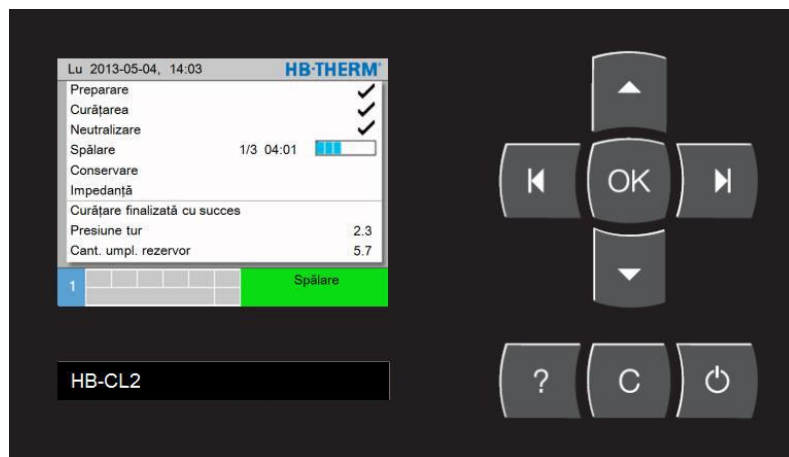 Lu 2013-05-04, 14:03 HB-THERM®
Preparare
Curățarea
Neutralizare
Spălare 1/3 04:01
Conservare
Impedanță
Curățare finalizată cu succes
Presiune tur 2.3
Cant. umpl. rezervor 5.7
1 Spălare
HB-CL2
OK
? C